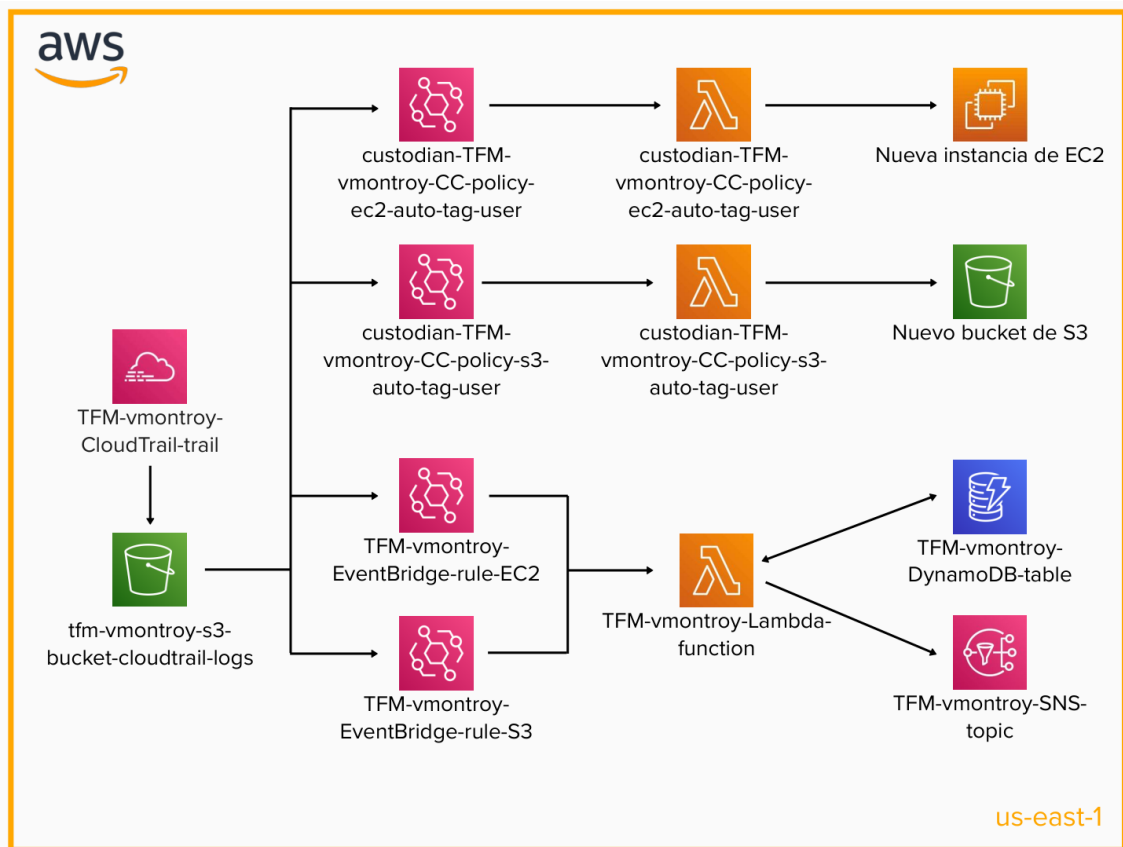 aws
custodian-TFM-
vmontroy-CC-policy-
ec2-auto-tag-user
custodian-TFM-
vmontroy-CC-policy-
ec2-auto-tag-user
Nueva instancia de EC2
custodian-TFM-
vmontroy-CC-policy-s3-
auto-tag-user
custodian-TFM-
vmontroy-CC-policy-s3-
auto-tag-user
Nuevo bucket de S3
TFM-vmontroy-
CloudTrail-trail
tfm-vmontroy-s3-
bucket-cloudtrail-logs
TFM-vmontroy-
EventBridge-rule-EC2
TFM-vmontroy-
EventBridge-rule-S3
TFM-vmontroy-Lambda-
function
TFM-vmontroy-
DynamoDB-table
TFM-vmontroy-SNS-
topic
us-east-1